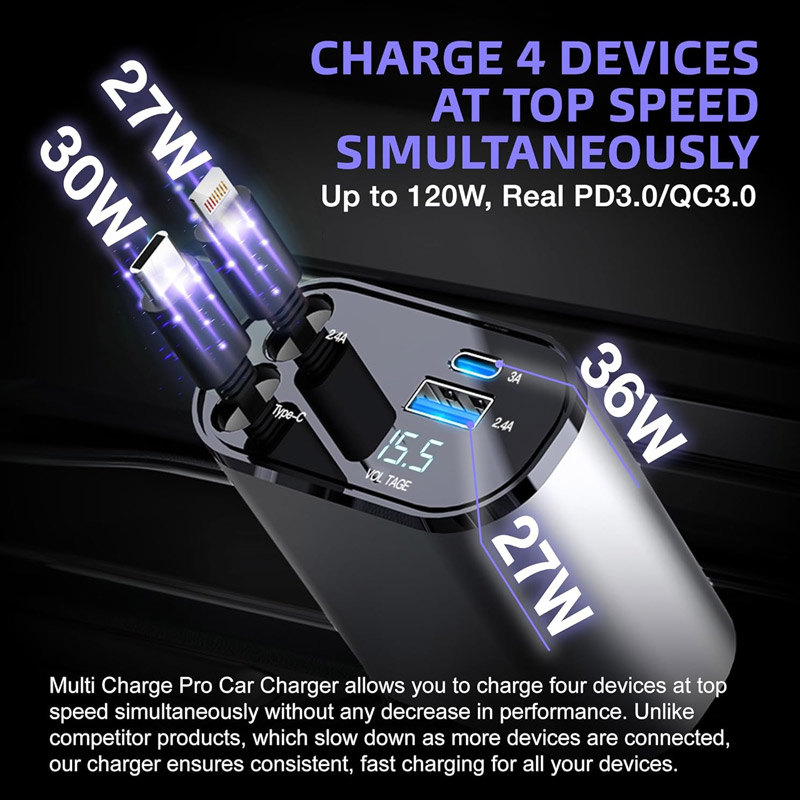 CHARGE 4 DEVICES
AT TOP SPEED
SIMULTANEOUSLY
Up to 120W, Real PD3.0/QC3.0
27W
30W
2.4A
3A
36W
Type-C
2.4A
15.5
VOL TAGE
27W
Multi Charge Pro Car Charger allows you to charge four devices at top
speed simultaneously without any decrease in performance. Unlike
competitor products, which slow down as more devices are connected,
our charger ensures consistent, fast charging for all your devices.